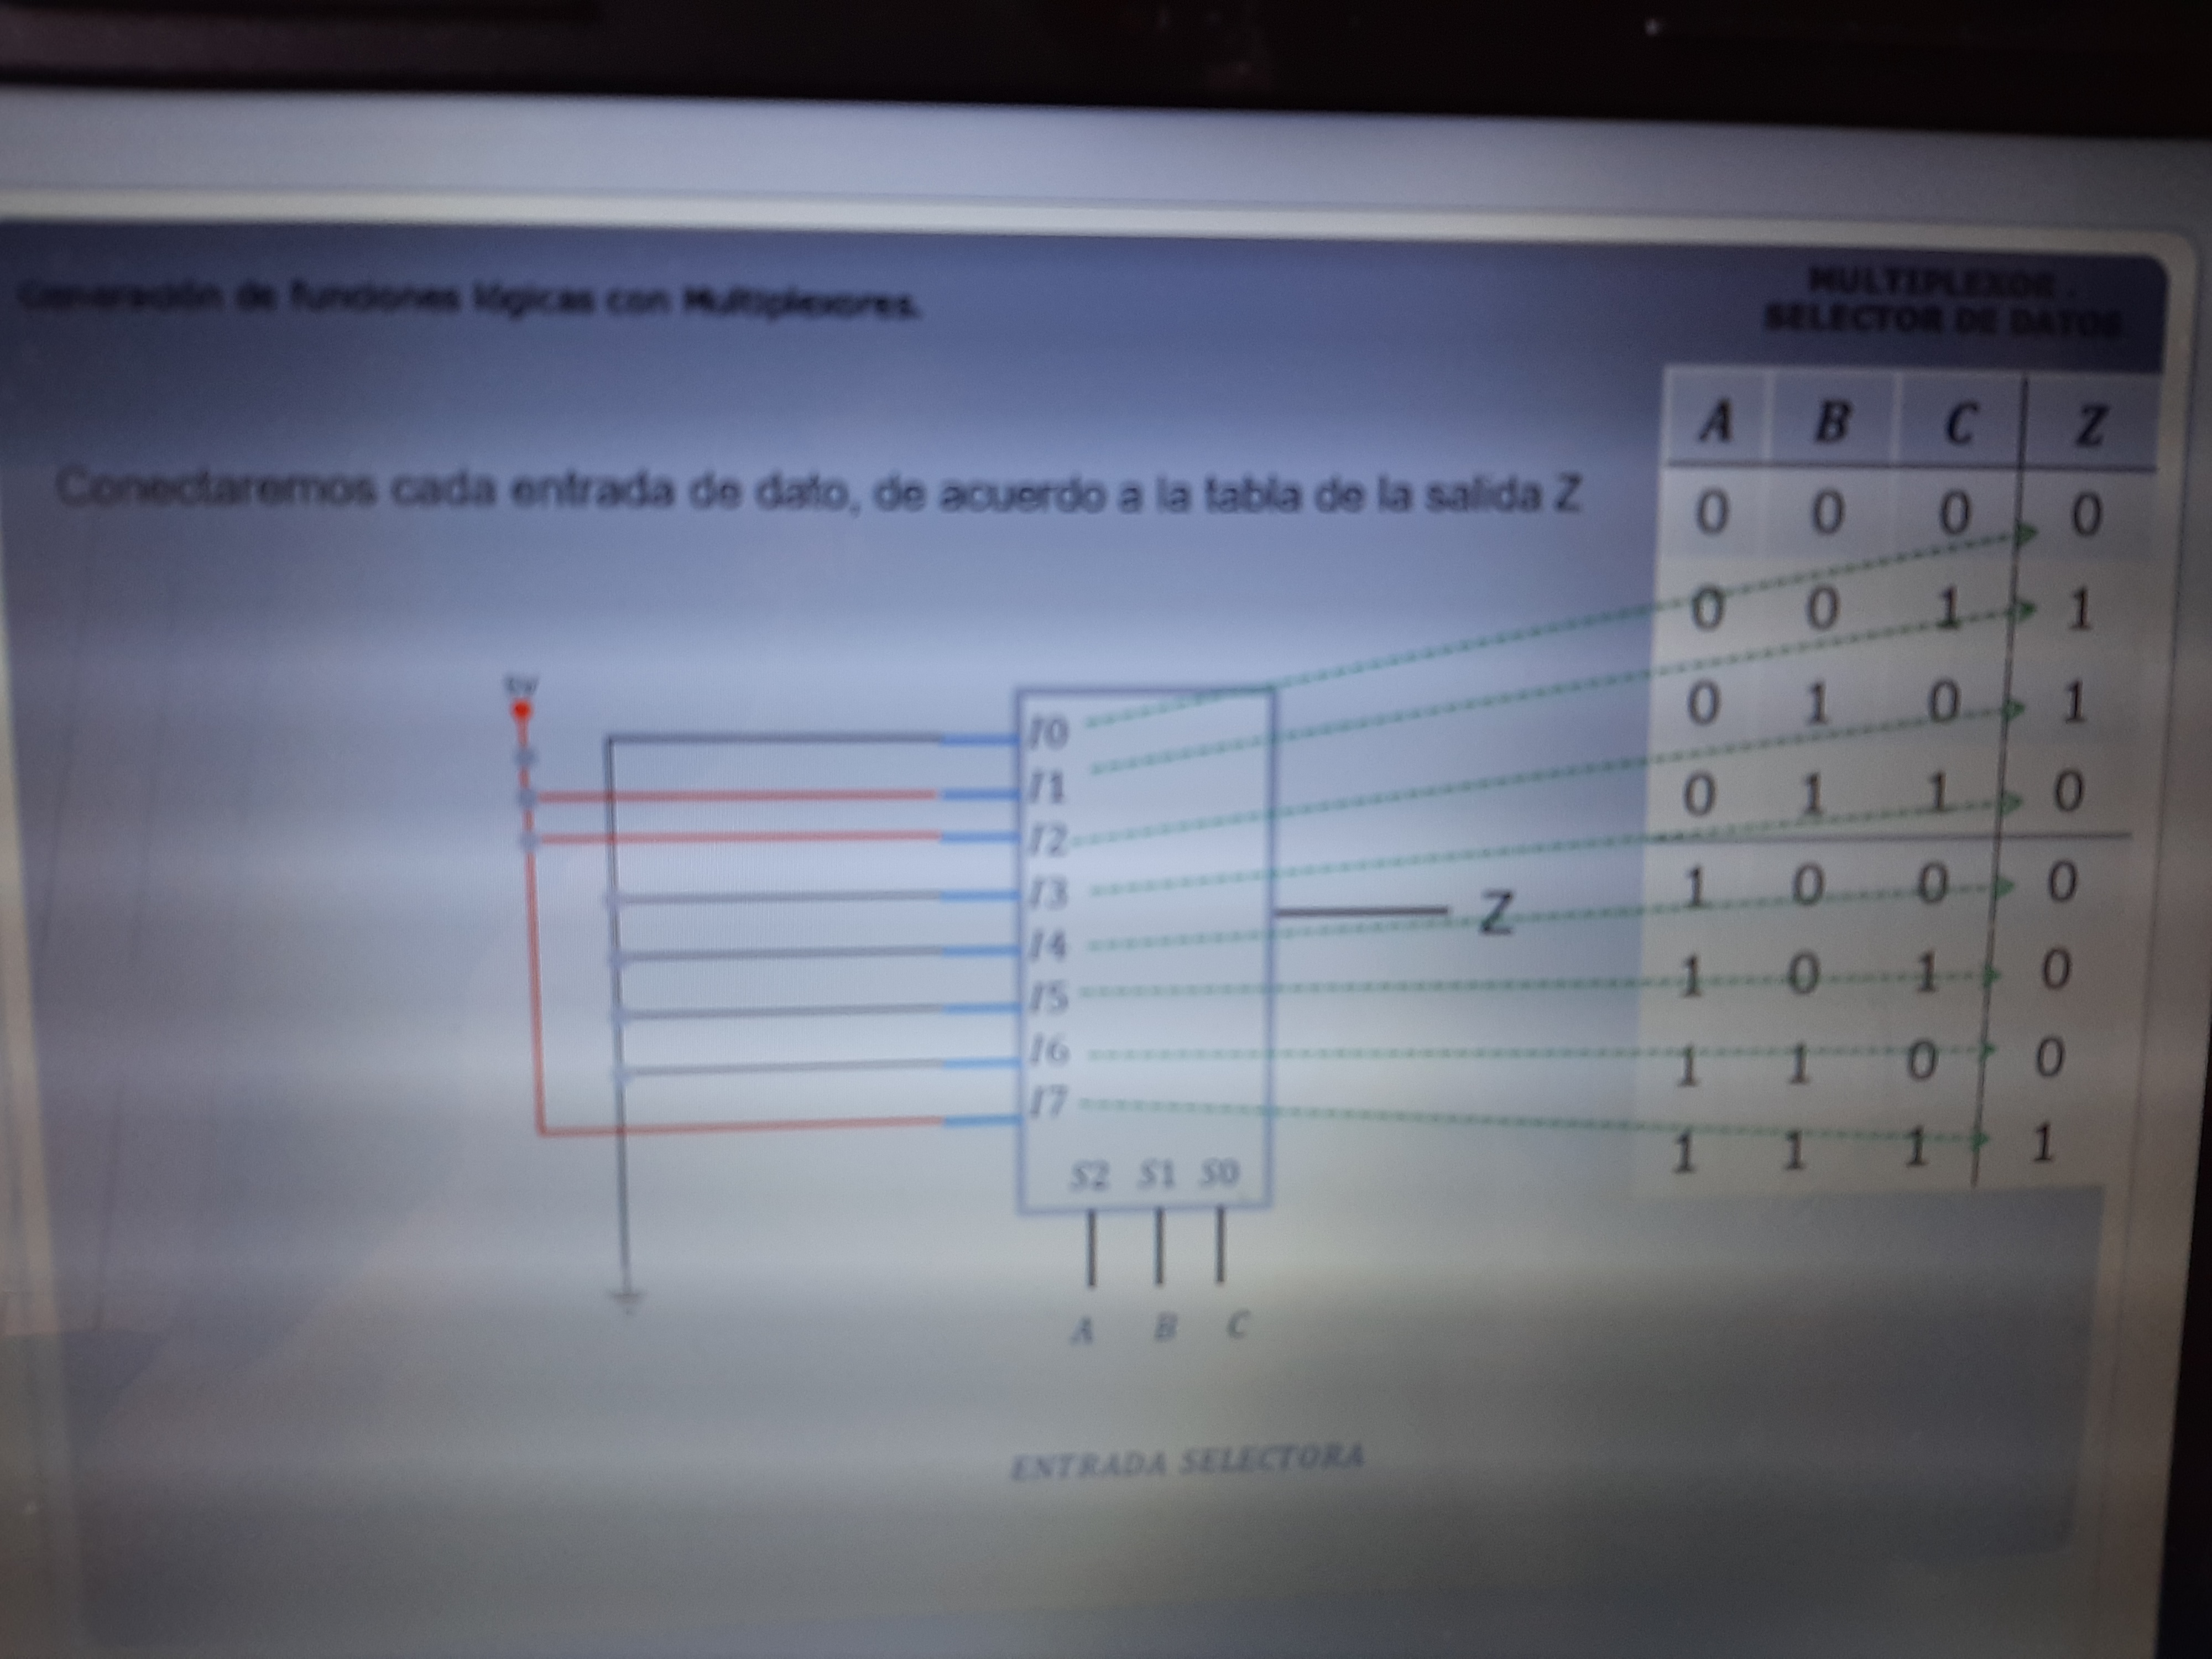 Generación de funciones lógicas con Multiplexores.
MULTIPLEXOR .
SELECTOR DE DATOS
Conectaremos cada entrada de dato, de acuerdo a la tabla de la salida Z
A B C Z
0 0 0 0
0 0 1 1
0 1 0 1
0 1 1 0
1 0 0 0
1 0 1 0
1 1 0 0
1 1 1 1
5V
I0
I1
I2
I3
I4
I5
I6
I7
Z
S2 S1 S0
A B C
ENTRADA SELECTORA